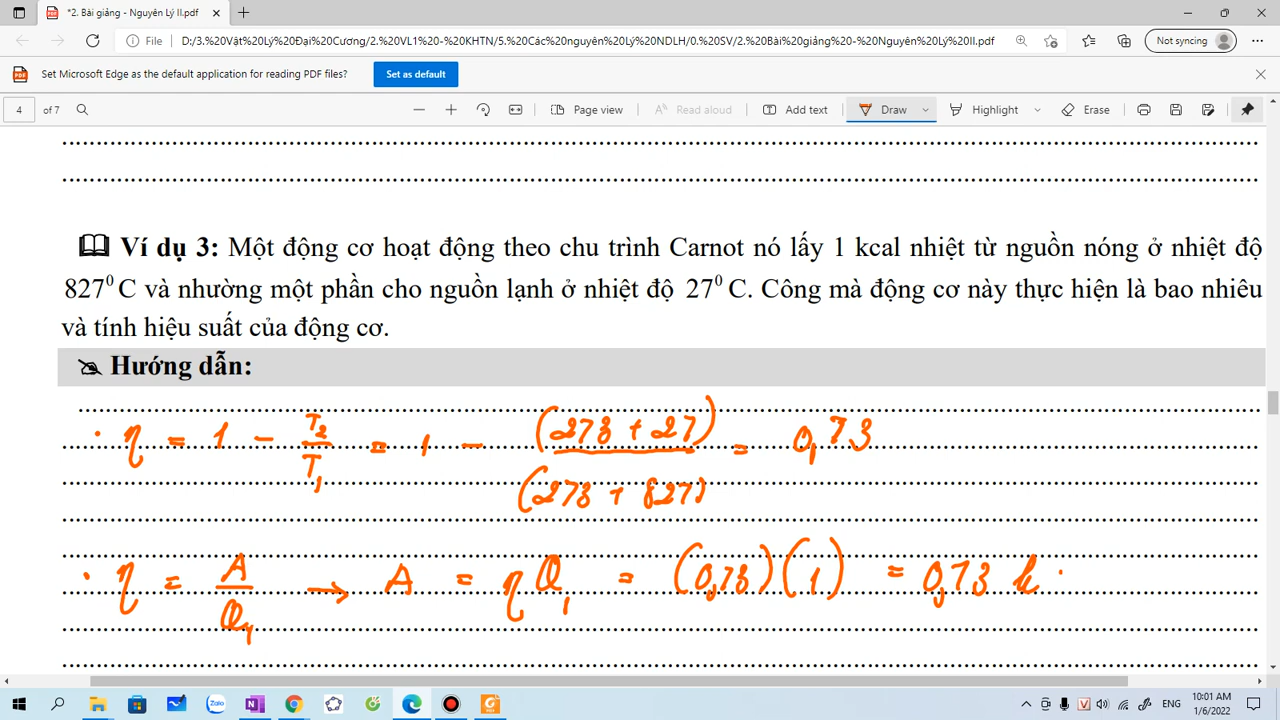 *2. Bài giảng - Nguyên Lý II.pdf
File D:/3.%20Vật%20Lý%20Đại%20Cương/2.%20VL1%20-%20KHTN/5.%20Các%20nguyên%20Lý%20NDLH/0.%20SV/2.%20Bài%20giảng%20-%20Nguyên%20Lý%20II.pdf Not syncing
Set Microsoft Edge as the default application for reading PDF files? Set as default
4 of 7 Page view Read aloud Add text Draw Highlight Erase
Ví dụ 3: Một động cơ hoạt động theo chu trình Carnot nó lấy 1 kcal nhiệt từ nguồn nóng ở nhiệt độ
827⁰ C và nhường một phần cho nguồn lạnh ở nhiệt độ 27⁰ C. Công mà động cơ này thực hiện là bao nhiêu
và tính hiệu suất của động cơ.
Hướng dẫn:
· η = 1 - T₂/T₁ = 1 - (273 + 27)/(273 + 827) = 0,73
· η = A/Q₁ → A = ηQ₁ = (0,73)(1) = 0,73 k
Zalo ENG 10:01 AM
1/6/2022